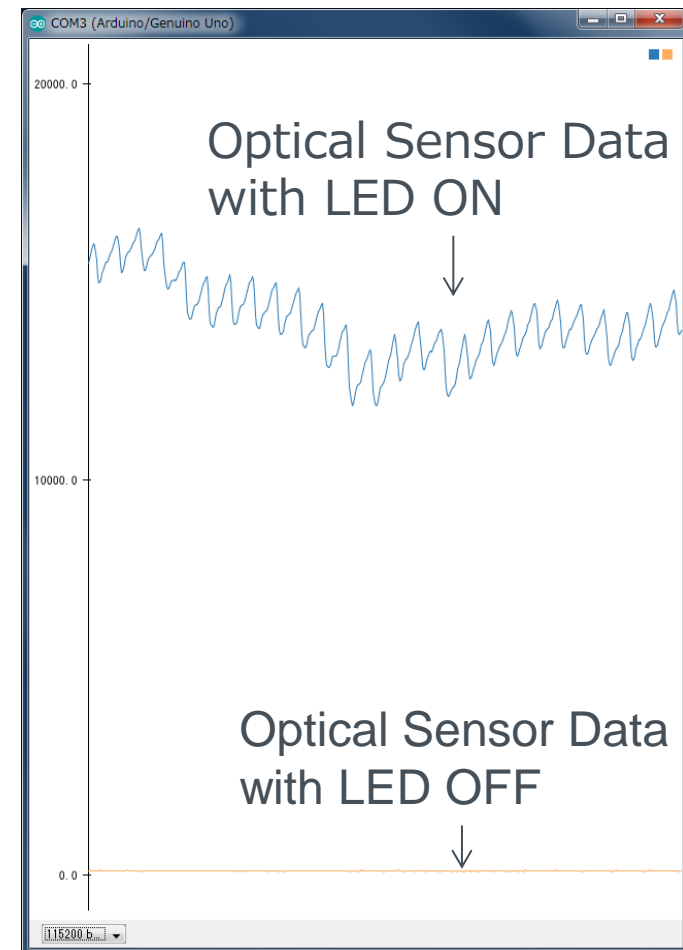 COM3 (Arduino/Genuino Uno)
20000.0
Optical Sensor Data
with LED ON
10000.0
Optical Sensor Data
with LED OFF
0.0
115200 b...